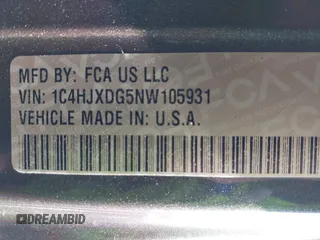 MFD BY: FCA US LLC
VIN: 1C4HJXDG5NW105931
VEHICLE MADE IN: U.S.A.
DREAMBID